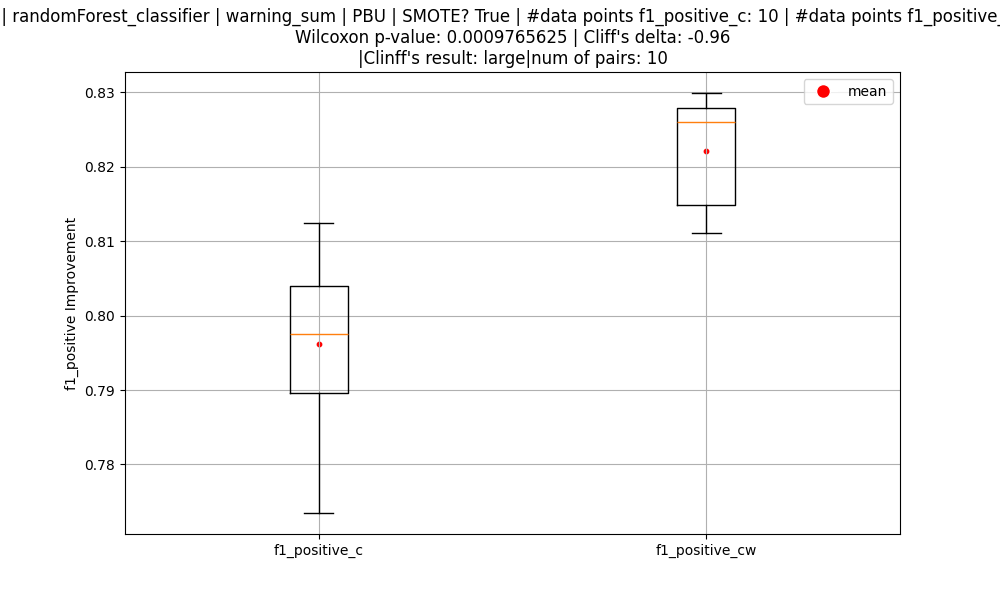 | randomForest_classifier | warning_sum | PBU | SMOTE? True | #data points f1_positive_c: 10 | #data points f1_positive_
Wilcoxon p-value: 0.0009765625 | Cliff's delta: -0.96
|Clinff's result: large|num of pairs: 10
mean
0.83
0.82
0.81
0.80
0.79
0.78
f1_positive Improvement
f1_positive_c
f1_positive_cw